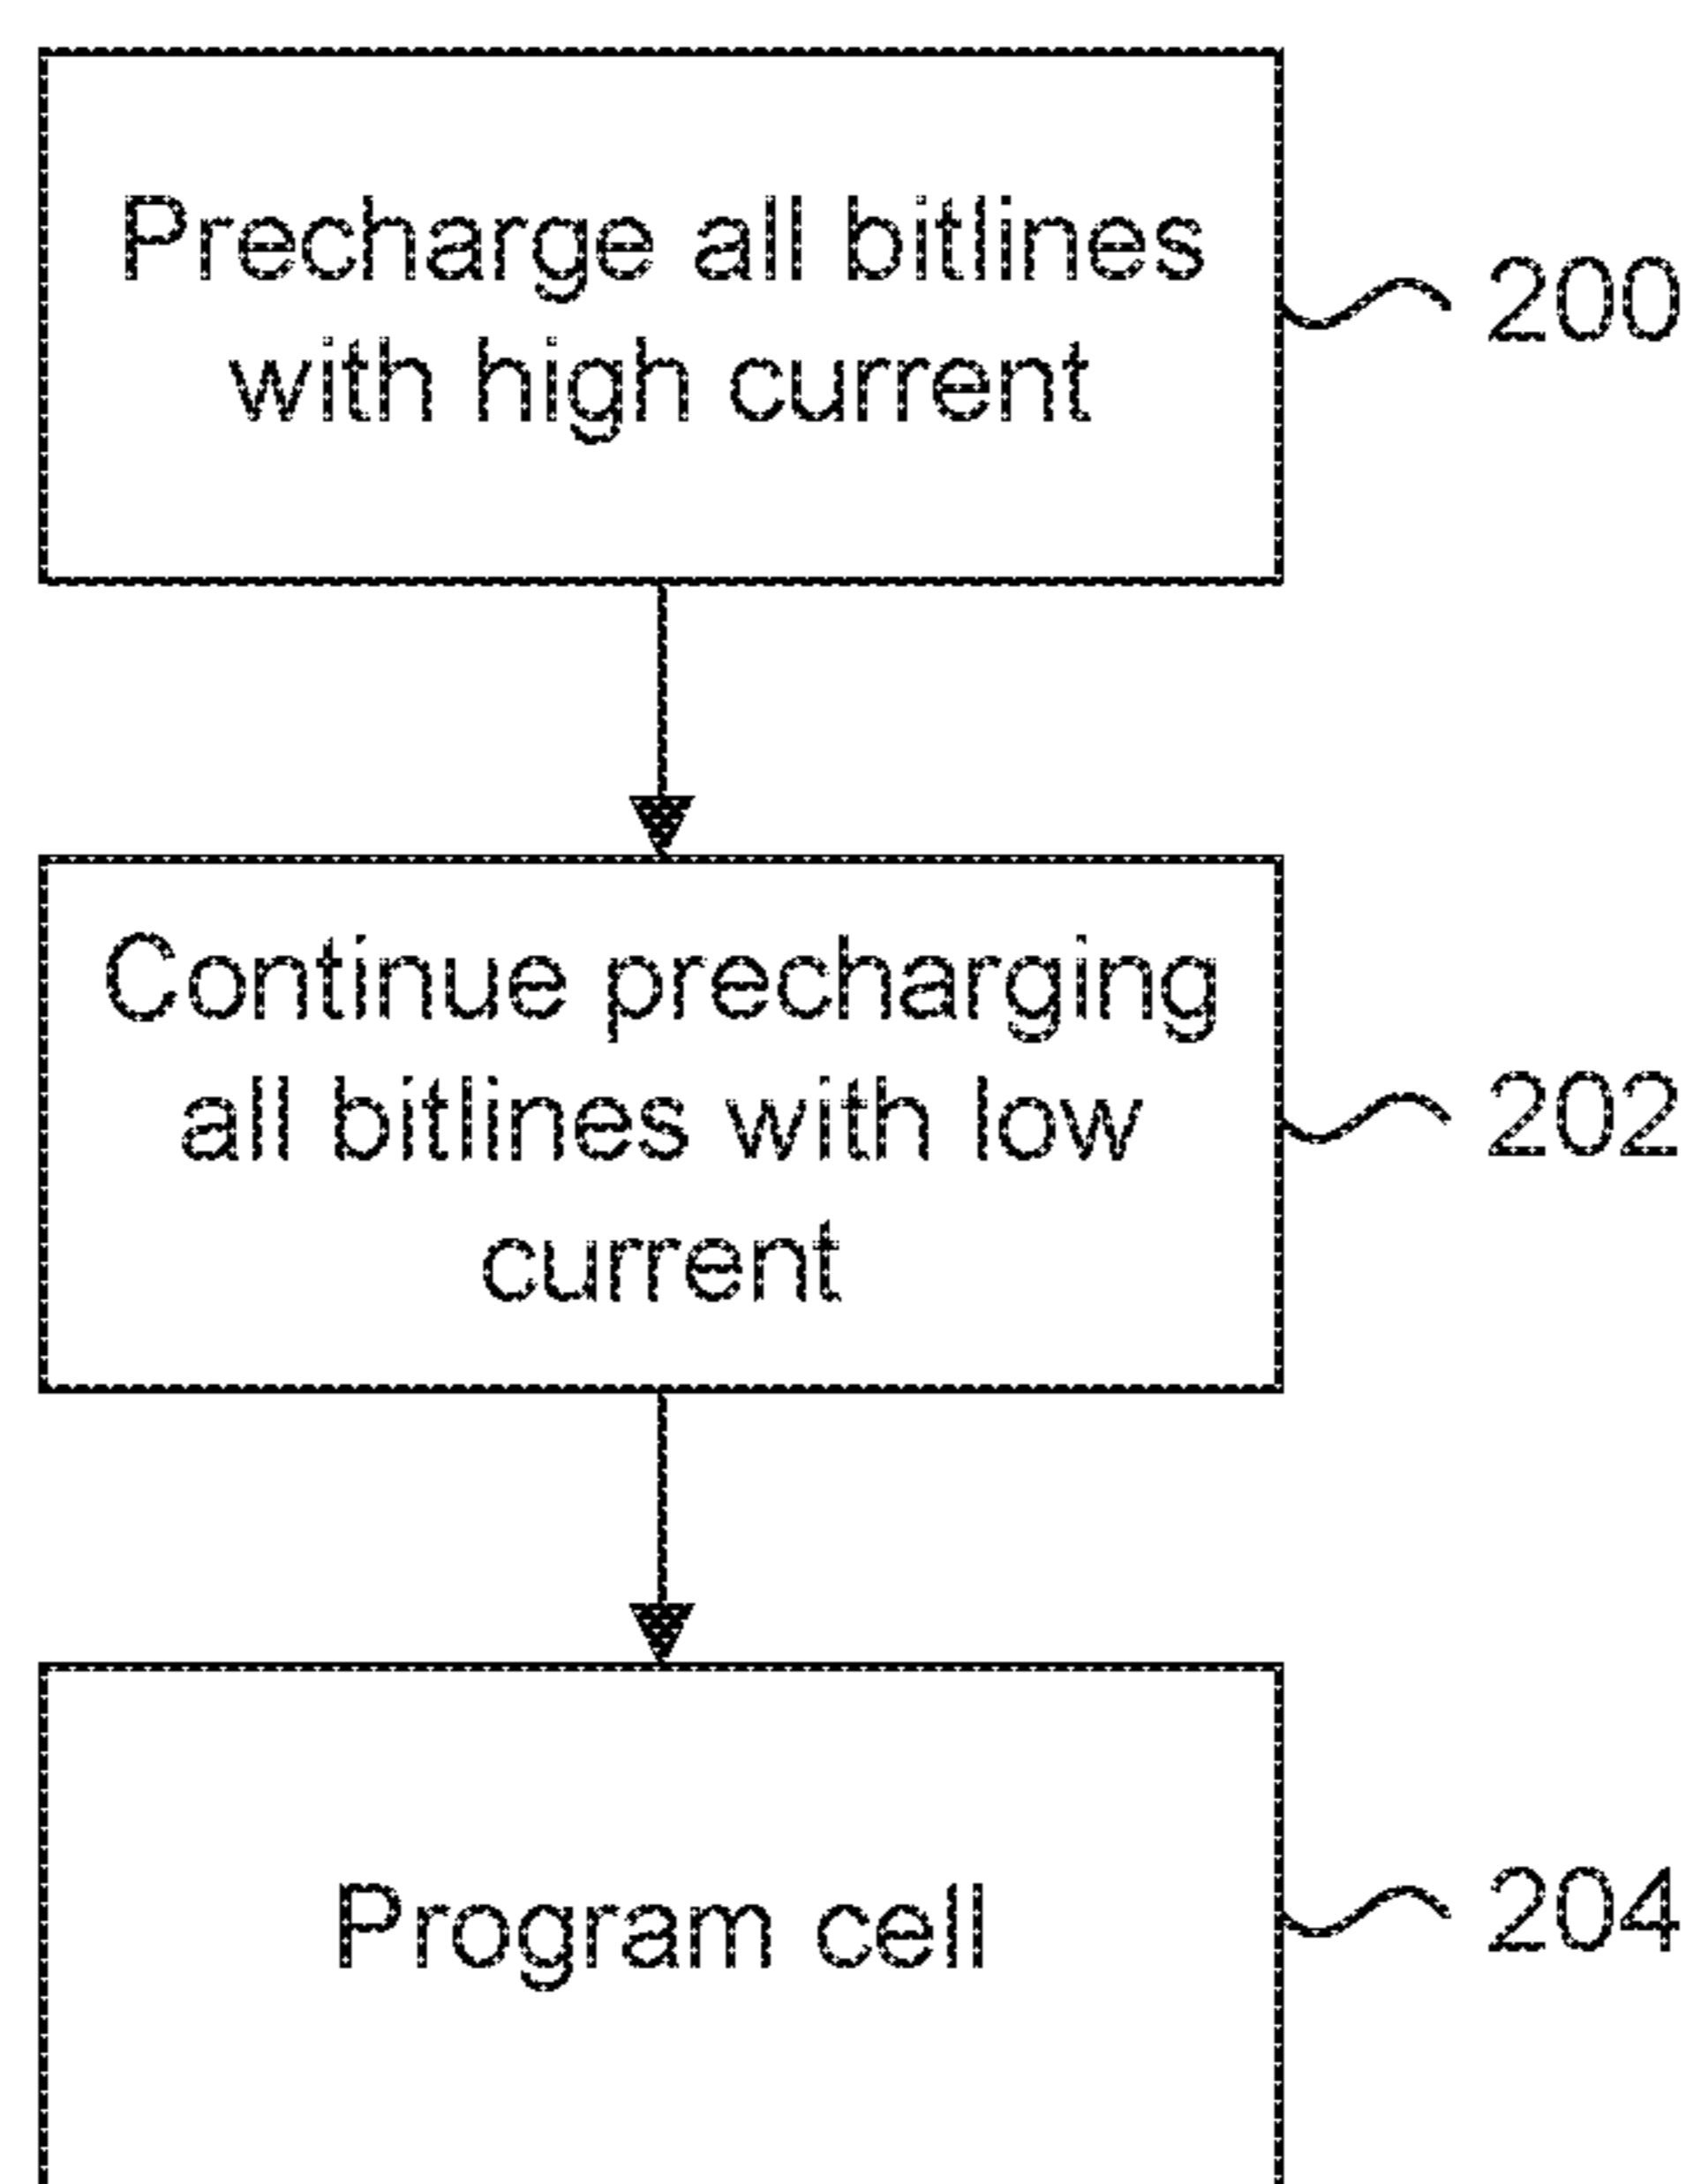 Precharge all bitlines
with high current
200
Continue precharging
all bitlines with low
current
202
Program cell
204